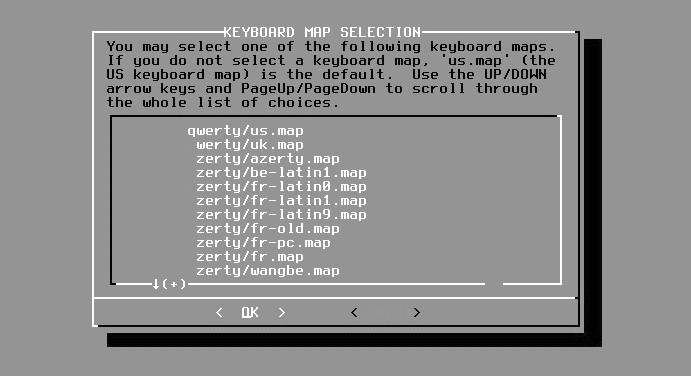 KEYBOARD MAP SELECTION
You may select one of the following keyboard maps.
If you do not select a keyboard map, 'us.map' (the
US keyboard map) is the default.  Use the UP/DOWN
arrow keys and PageUp/PageDown to scroll through
the whole list of choices.
qwerty/us.map
werty/uk.map
zerty/azerty.map
zerty/be-latin1.map
zerty/fr-latin0.map
zerty/fr-latin1.map
zerty/fr-latin9.map
zerty/fr-old.map
zerty/fr-pc.map
zerty/fr.map
zerty/wangbe.map
↓(+)
<  OK  >    <      >